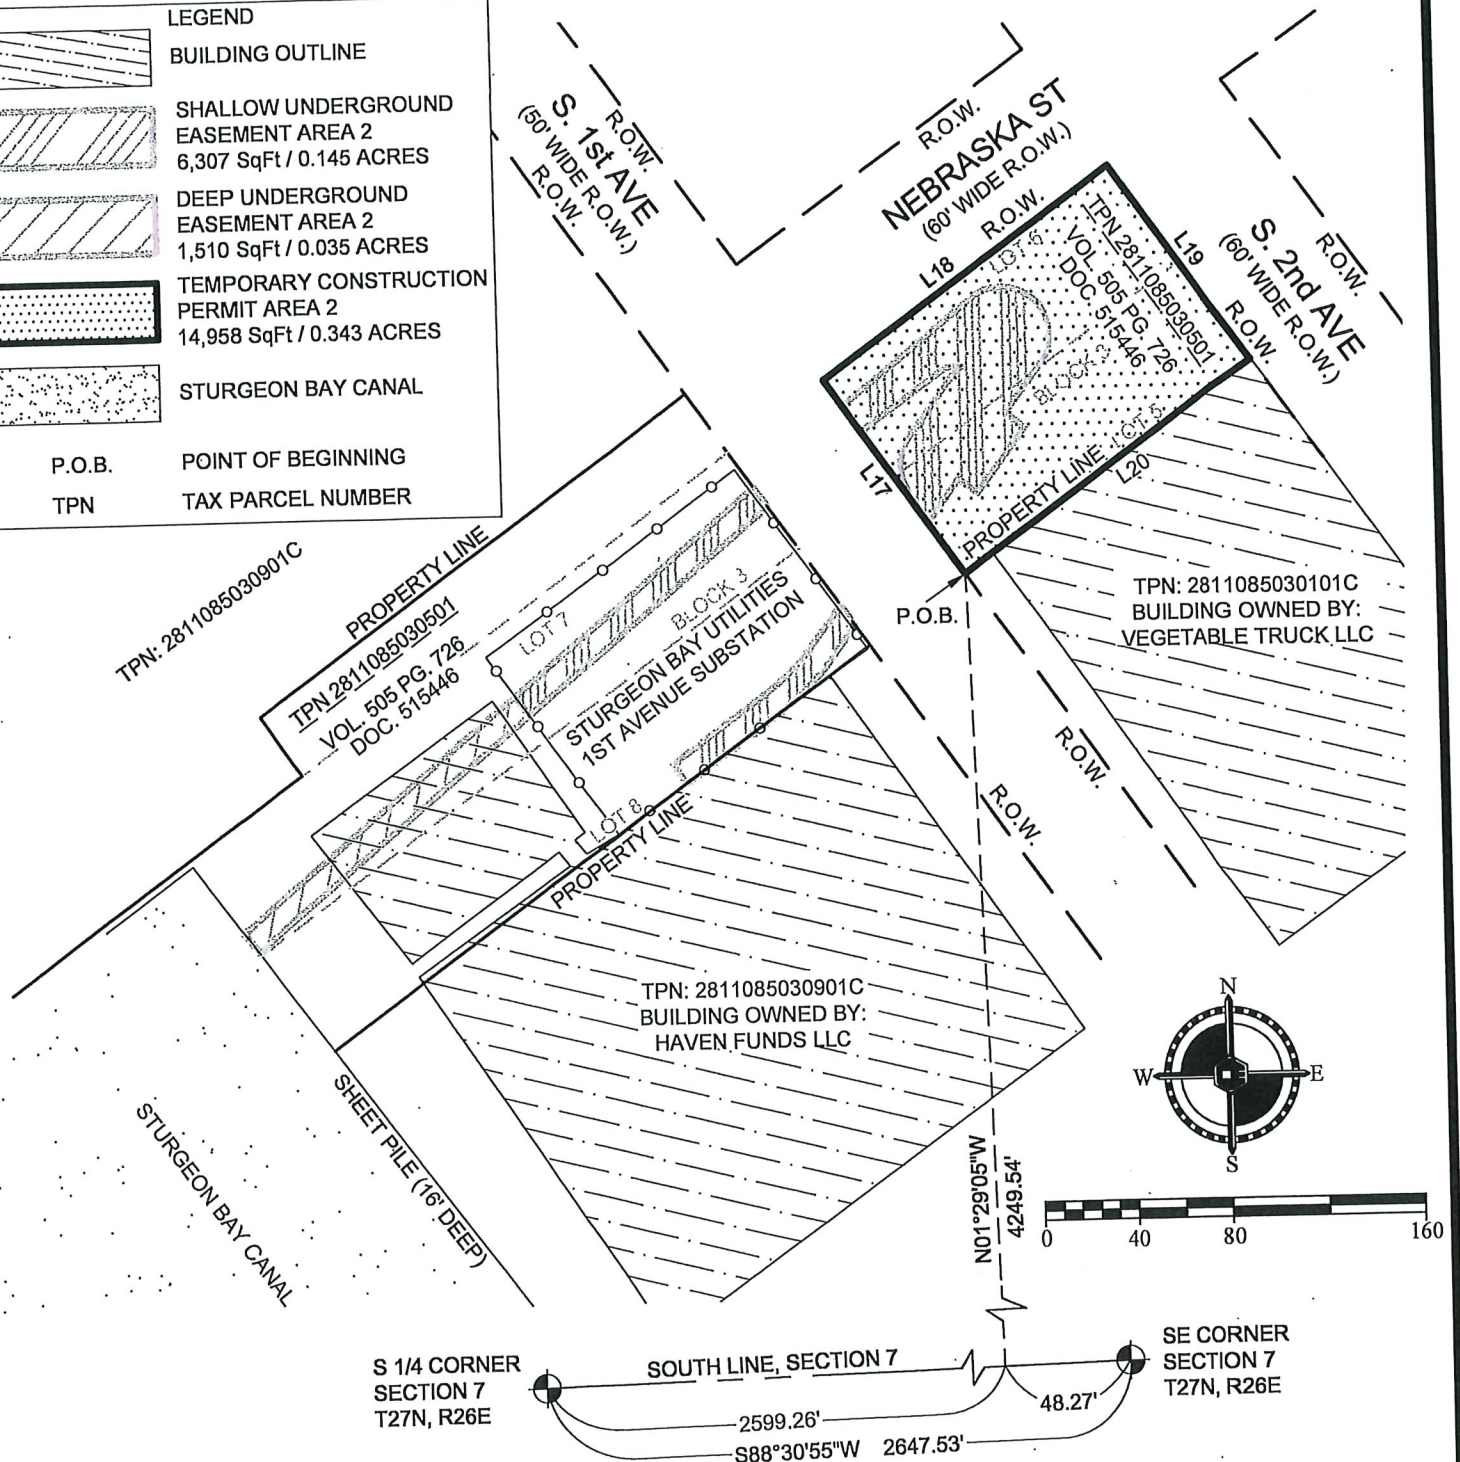 LEGEND
BUILDING OUTLINE
SHALLOW UNDERGROUND
EASEMENT AREA 2
6,307 SqFt / 0.145 ACRES
DEEP UNDERGROUND
EASEMENT AREA 2
1,510 SqFt / 0.035 ACRES
TEMPORARY CONSTRUCTION
PERMIT AREA 2
14,958 SqFt / 0.343 ACRES
STURGEON BAY CANAL
P.O.B. POINT OF BEGINNING
TPN TAX PARCEL NUMBER
R.O.W.
S. 1st AVE
(50' WIDE R.O.W.)
R.O.W.
R.O.W.
NEBRASKA ST
(60' WIDE R.O.W.)
R.O.W.
R.O.W.
S. 2nd AVE
(60' WIDE R.O.W.)
R.O.W.
L18
L19
L17
L20
LOT 6
TPN 2811085030501
VOL. 505 PG. 726
DOC. 515446
BLOCK 2
LOT 5
PROPERTY LINE
P.O.B.
TPN: 2811085030101C
BUILDING OWNED BY:
VEGETABLE TRUCK LLC
TPN: 2811085030901C
PROPERTY LINE
TPN 2811085030501
VOL. 505 PG. 726
DOC. 515446
LOT 7
BLOCK 3
STURGEON BAY UTILITIES
1ST AVENUE SUBSTATION
LOT 8
PROPERTY LINE
R.O.W.
R.O.W.
TPN: 2811085030901C
BUILDING OWNED BY:
HAVEN FUNDS LLC
SHEET PILE (16' DEEP)
STURGEON BAY CANAL
N
W E
S
N01°29'05"W
4249.54'
0 40 80 160
S 1/4 CORNER
SECTION 7
T27N, R26E
SOUTH LINE, SECTION 7
SE CORNER
SECTION 7
T27N, R26E
48.27'
2599.26'
S88°30'55"W 2647.53'